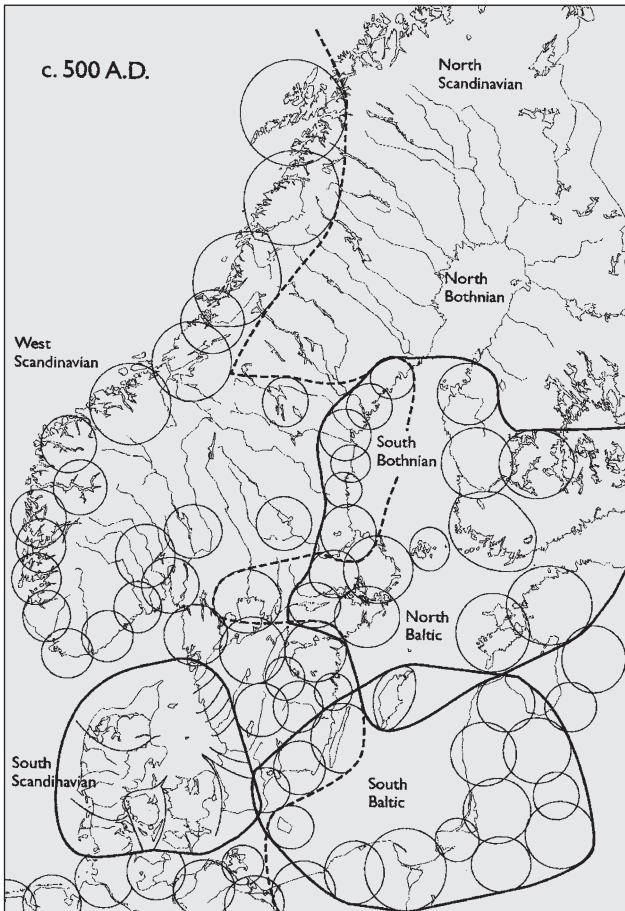 c. 500 A.D.
North
Scandinavian
North
Bothnian
West
Scandinavian
South
Bothnian
North
Baltic
South
Scandinavian
South
Baltic